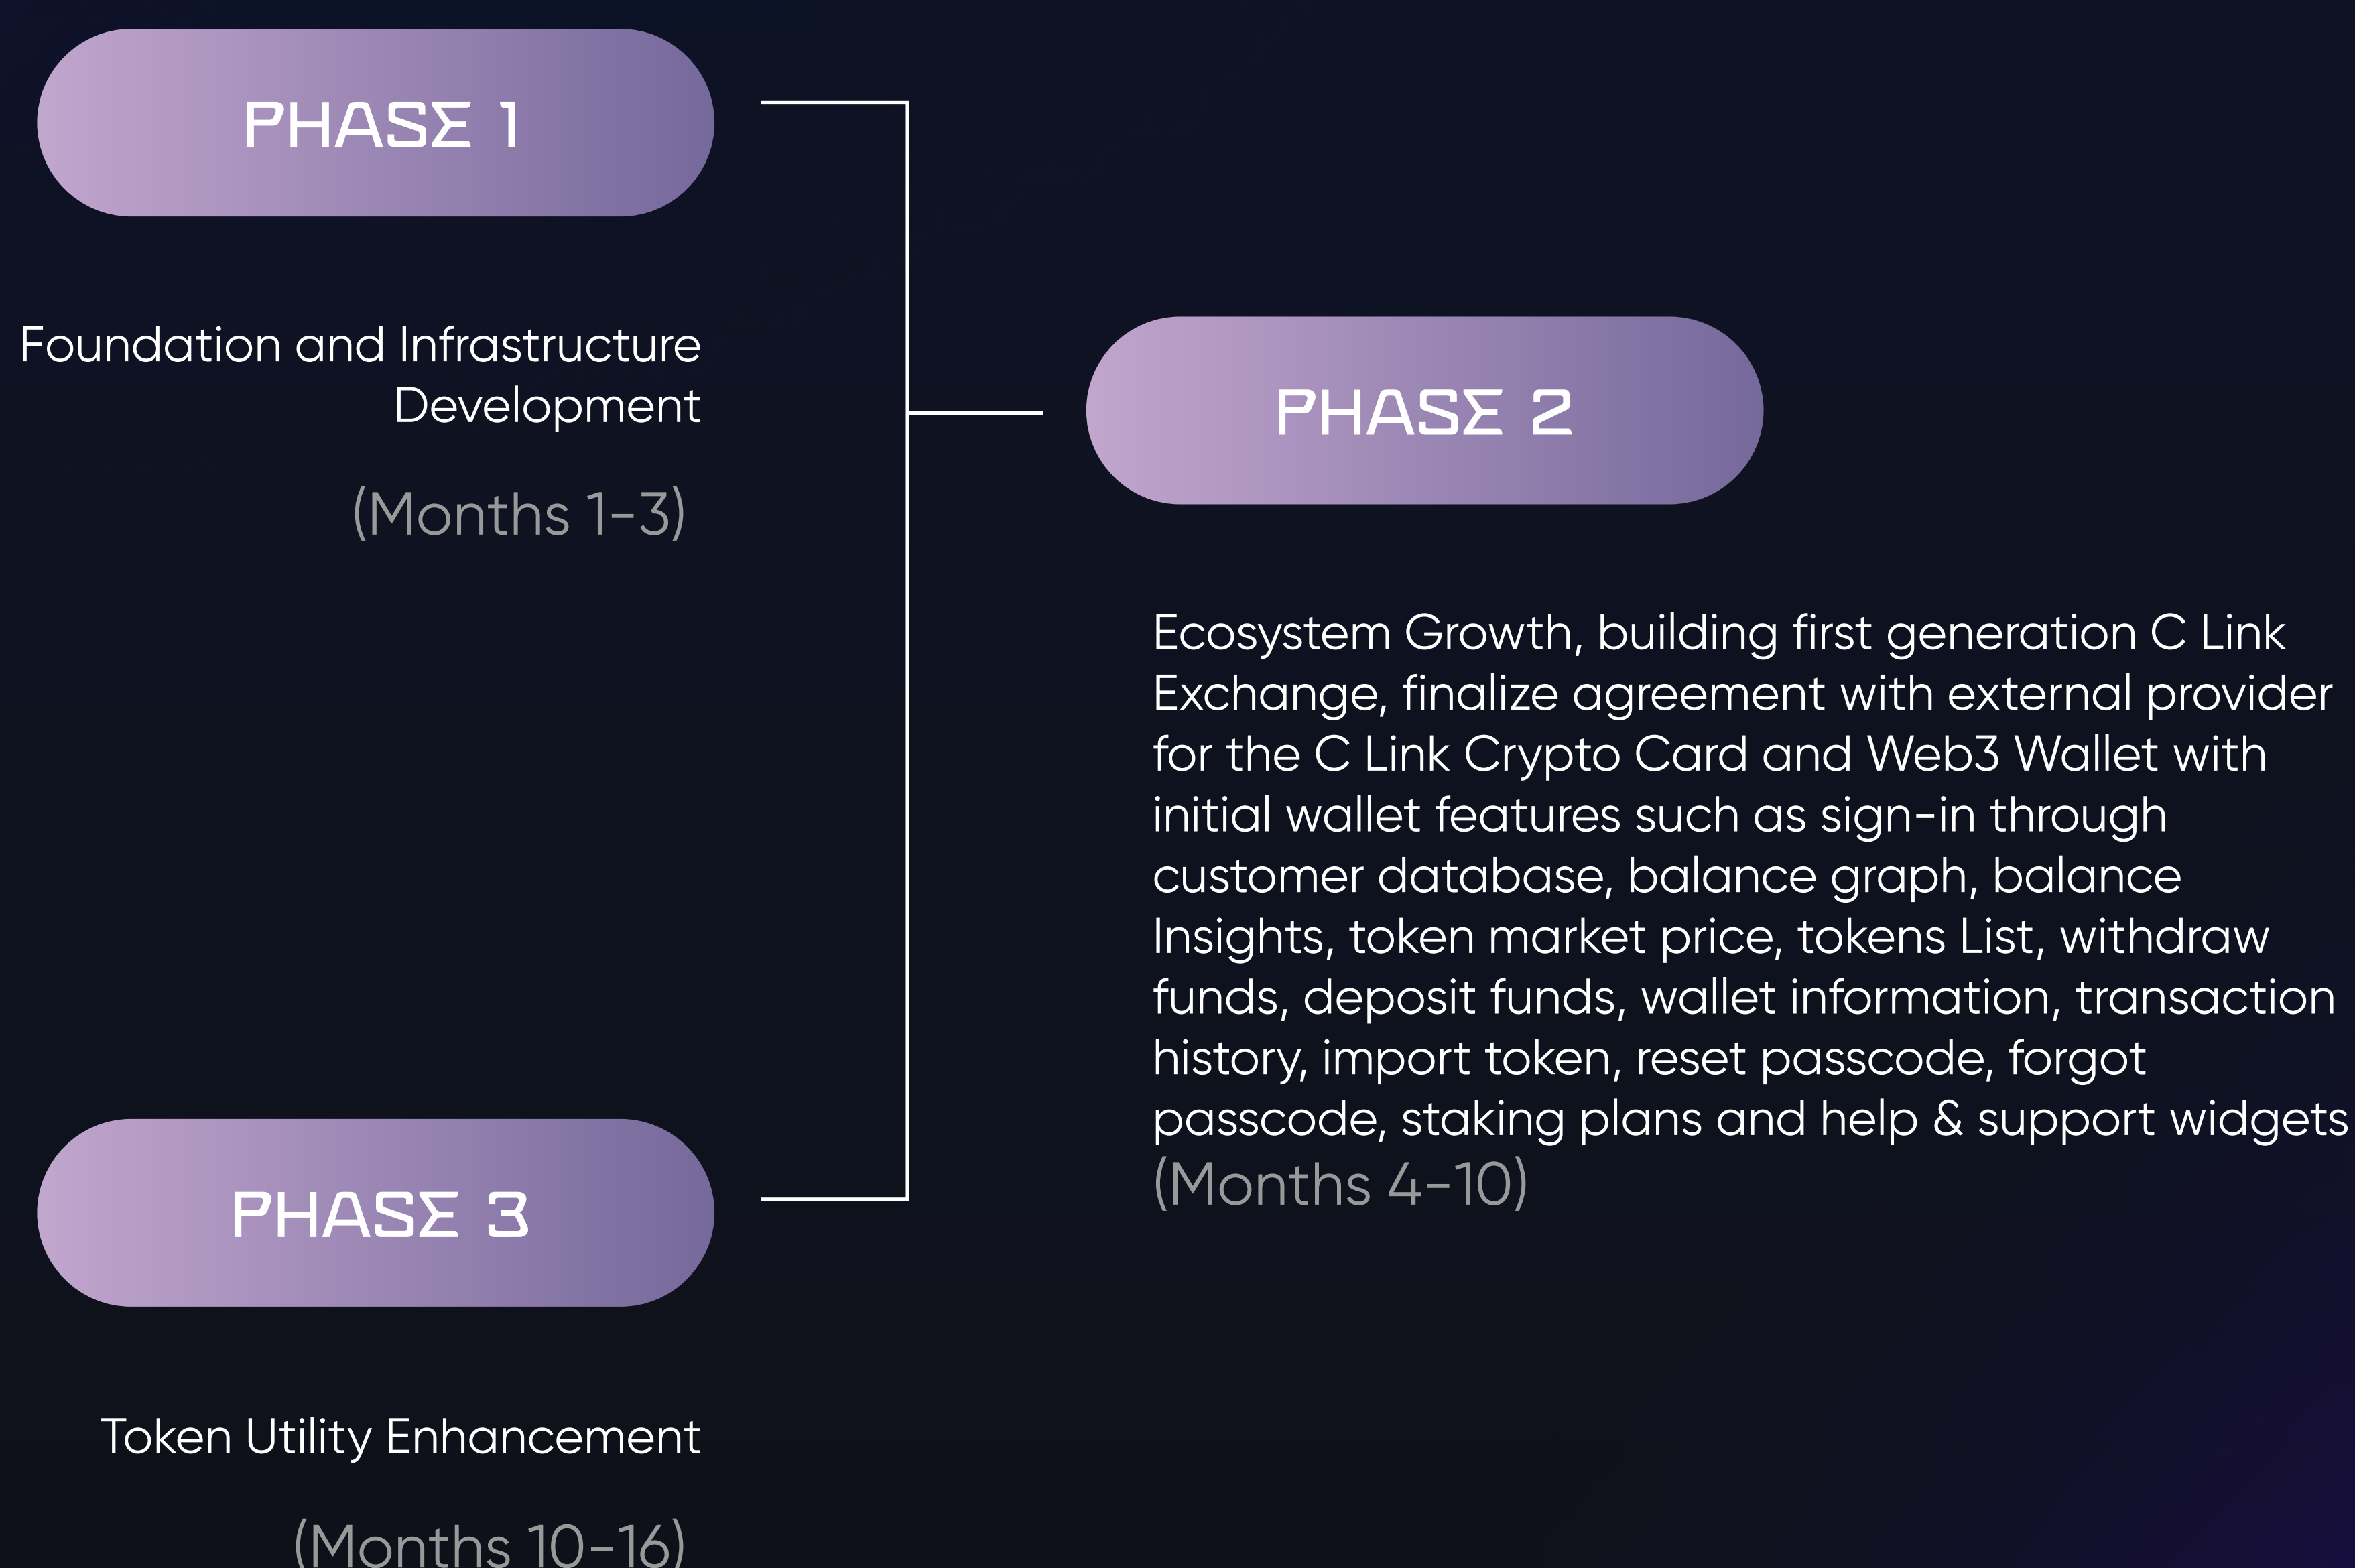 PHASE 1
Foundation and Infrastructure
Development
(Months 1-3)
PHASE 2
Ecosystem Growth, building first generation C Link
Exchange, finalize agreement with external provider
for the C Link Crypto Card and Web3 Wallet with
initial wallet features such as sign-in through
customer database, balance graph, balance
Insights, token market price, tokens List, withdraw
funds, deposit funds, wallet information, transaction
history, import token, reset passcode, forgot
passcode, staking plans and help & support widgets
(Months 4-10)
PHASE 3
Token Utility Enhancement
(Months 10-16)